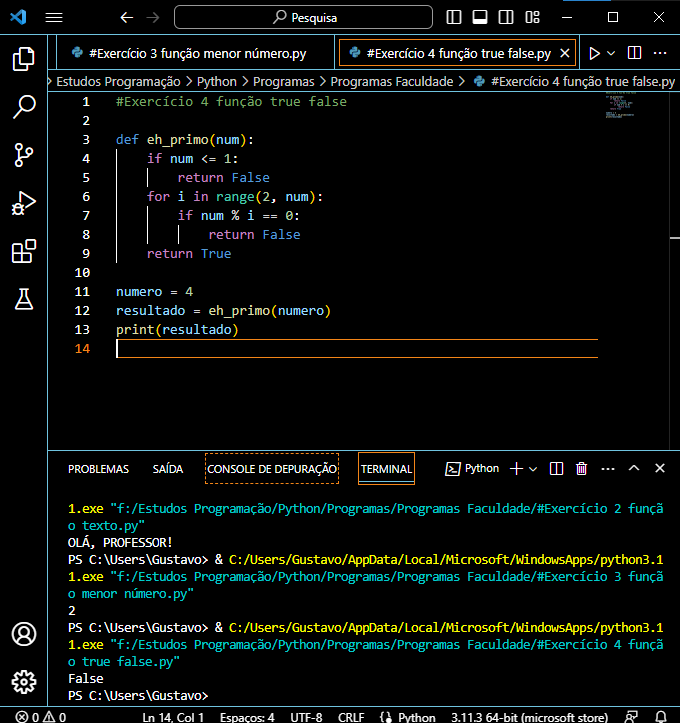 Pesquisa
#Exercício 3 função menor número.py
#Exercício 4 função true false.py
Estudos Programação > Python > Programas > Programas Faculdade > #Exercício 4 função true false.py
1 #Exercício 4 função true false
2
3 def eh_primo(num):
4 if num <= 1:
5 return False
6 for i in range(2, num):
7 if num % i == 0:
8 return False
9 return True
10
11 numero = 4
12 resultado = eh_primo(numero)
13 print(resultado)
14
PROBLEMAS SAÍDA CONSOLE DE DEPURAÇÃO TERMINAL Python
1.exe "f:/Estudos Programação/Python/Programas/Programas Faculdade/#Exercício 2 funçã
o texto.py"
OLÁ, PROFESSOR!
PS C:\Users\Gustavo> & C:/Users/Gustavo/AppData/Local/Microsoft/WindowsApps/python3.1
1.exe "f:/Estudos Programação/Python/Programas/Programas Faculdade/#Exercício 3 funçã
o menor número.py"
2
PS C:\Users\Gustavo> & C:/Users/Gustavo/AppData/Local/Microsoft/WindowsApps/python3.1
1.exe "f:/Estudos Programação/Python/Programas/Programas Faculdade/#Exercício 4 funçã
o true false.py"
False
PS C:\Users\Gustavo>
0 0 Ln 14, Col 1 Espaços: 4 UTF-8 CRLF Python 3.11.3 64-bit (microsoft store)